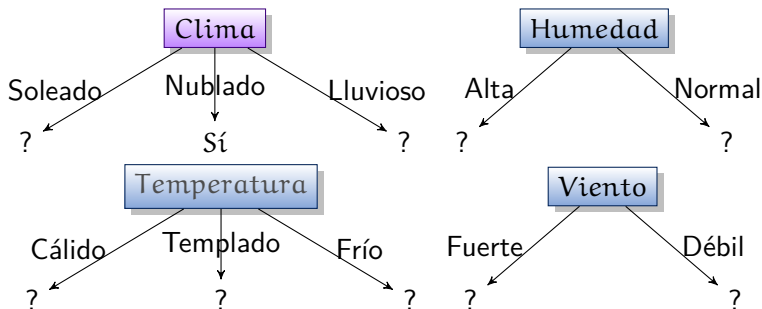 Clima
Humedad
Soleado Nublado Lluvioso
Alta Normal
? Sí ?
? ?
Temperatura
Viento
Cálido Templado Frío
Fuerte Débil
? ? ?
? ?